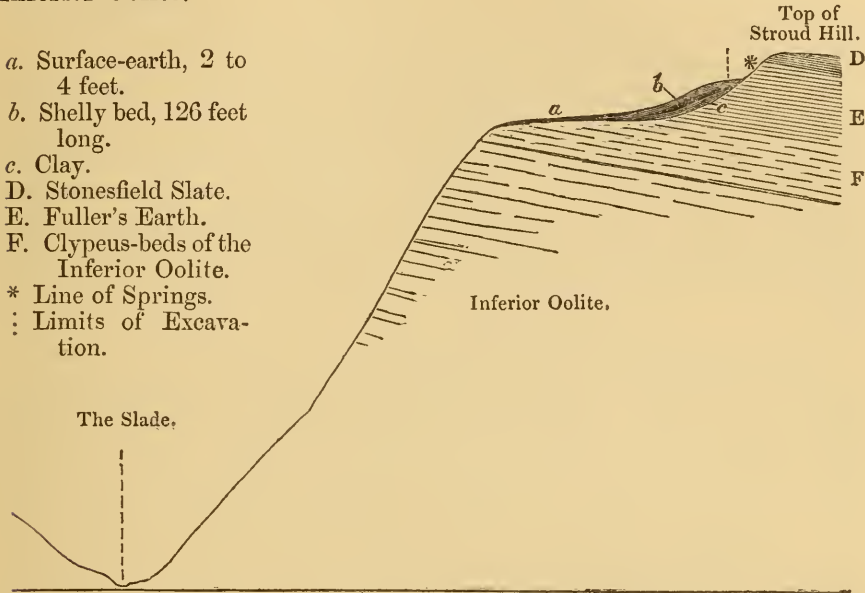 Top of
Stroud Hill.
a. Surface-earth, 2 to
4 feet.
b. Shelly bed, 126 feet
long.
c. Clay.
D. Stonesfield Slate.
E. Fuller's Earth.
F. Clypeus-beds of the
Inferior Oolite.
* Line of Springs.
⋮ Limits of Excava-
tion.
a
b
c
*
D
E
F
Inferior Oolite.
The Slade.